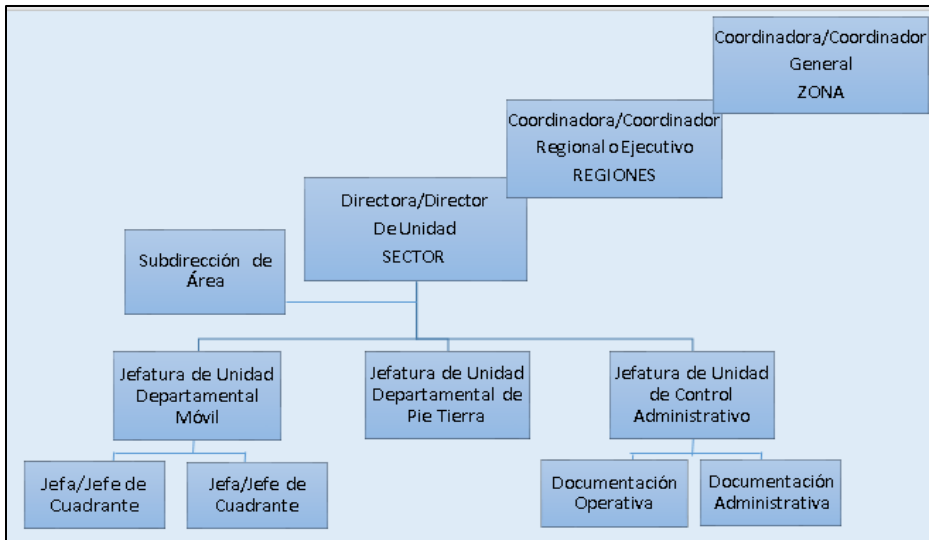 Coordinadora/Coordinador
General
ZONA
Coordinadora/Coordinador
Regional o Ejecutivo
REGIONES
Directora/Director
De Unidad
SECTOR
Subdirección de
Área
Jefatura de Unidad
Departamental
Móvil
Jefatura de Unidad
Departamental de
Pie Tierra
Jefatura de Unidad
de Control
Administrativo
Jefa/Jefe de
Cuadrante
Jefa/Jefe de
Cuadrante
Documentación
Operativa
Documentación
Administrativa